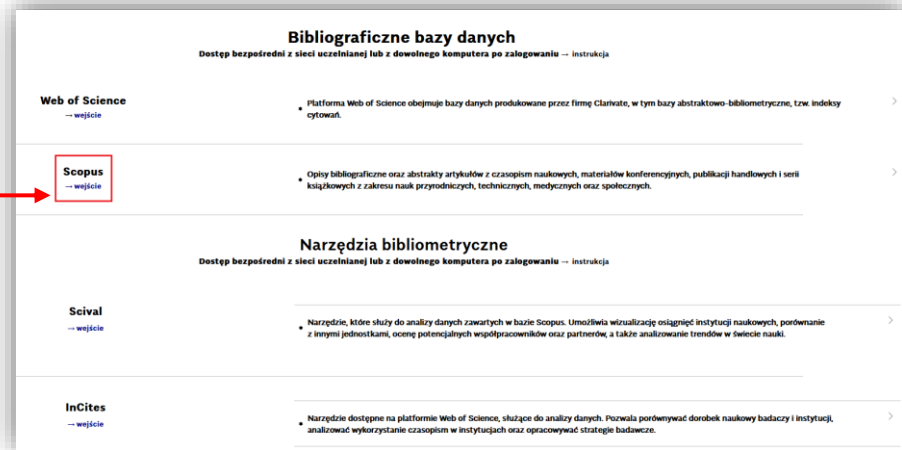 Bibliograficzne bazy danych
Dostęp bezpośredni z sieci uczelnianej lub z dowolnego komputera po zalogowaniu → instrukcja
Web of Science
→ wejście
• Platforma Web of Science obejmuje bazy danych produkowane przez firmę Clarivate, w tym bazy abstraktowo-bibliometryczne, tzw. indeksy
cytowań.
Scopus
→ wejście
• Opisy bibliograficzne oraz abstrakty artykułów z czasopism naukowych, materiałów konferencyjnych, publikacji handlowych i serii
książkowych z zakresu nauk przyrodniczych, technicznych, medycznych oraz społecznych.
Narzędzia bibliometryczne
Dostęp bezpośredni z sieci uczelnianej lub z dowolnego komputera po zalogowaniu → instrukcja
Scival
→ wejście
• Narzędzie, które służy do analizy danych zawartych w bazie Scopus. Umożliwia wizualizację osiągnięć instytucji naukowych, porównanie
z innymi jednostkami, ocenę potencjalnych współpracowników oraz partnerów, a także analizowanie trendów w świecie nauki.
InCites
→ wejście
• Narzędzie dostępne na platformie Web of Science, służące do analizy danych. Pozwala porównywać dorobek naukowy badaczy i instytucji,
analizować wykorzystanie czasopism w instytucjach oraz opracowywać strategie badawcze.